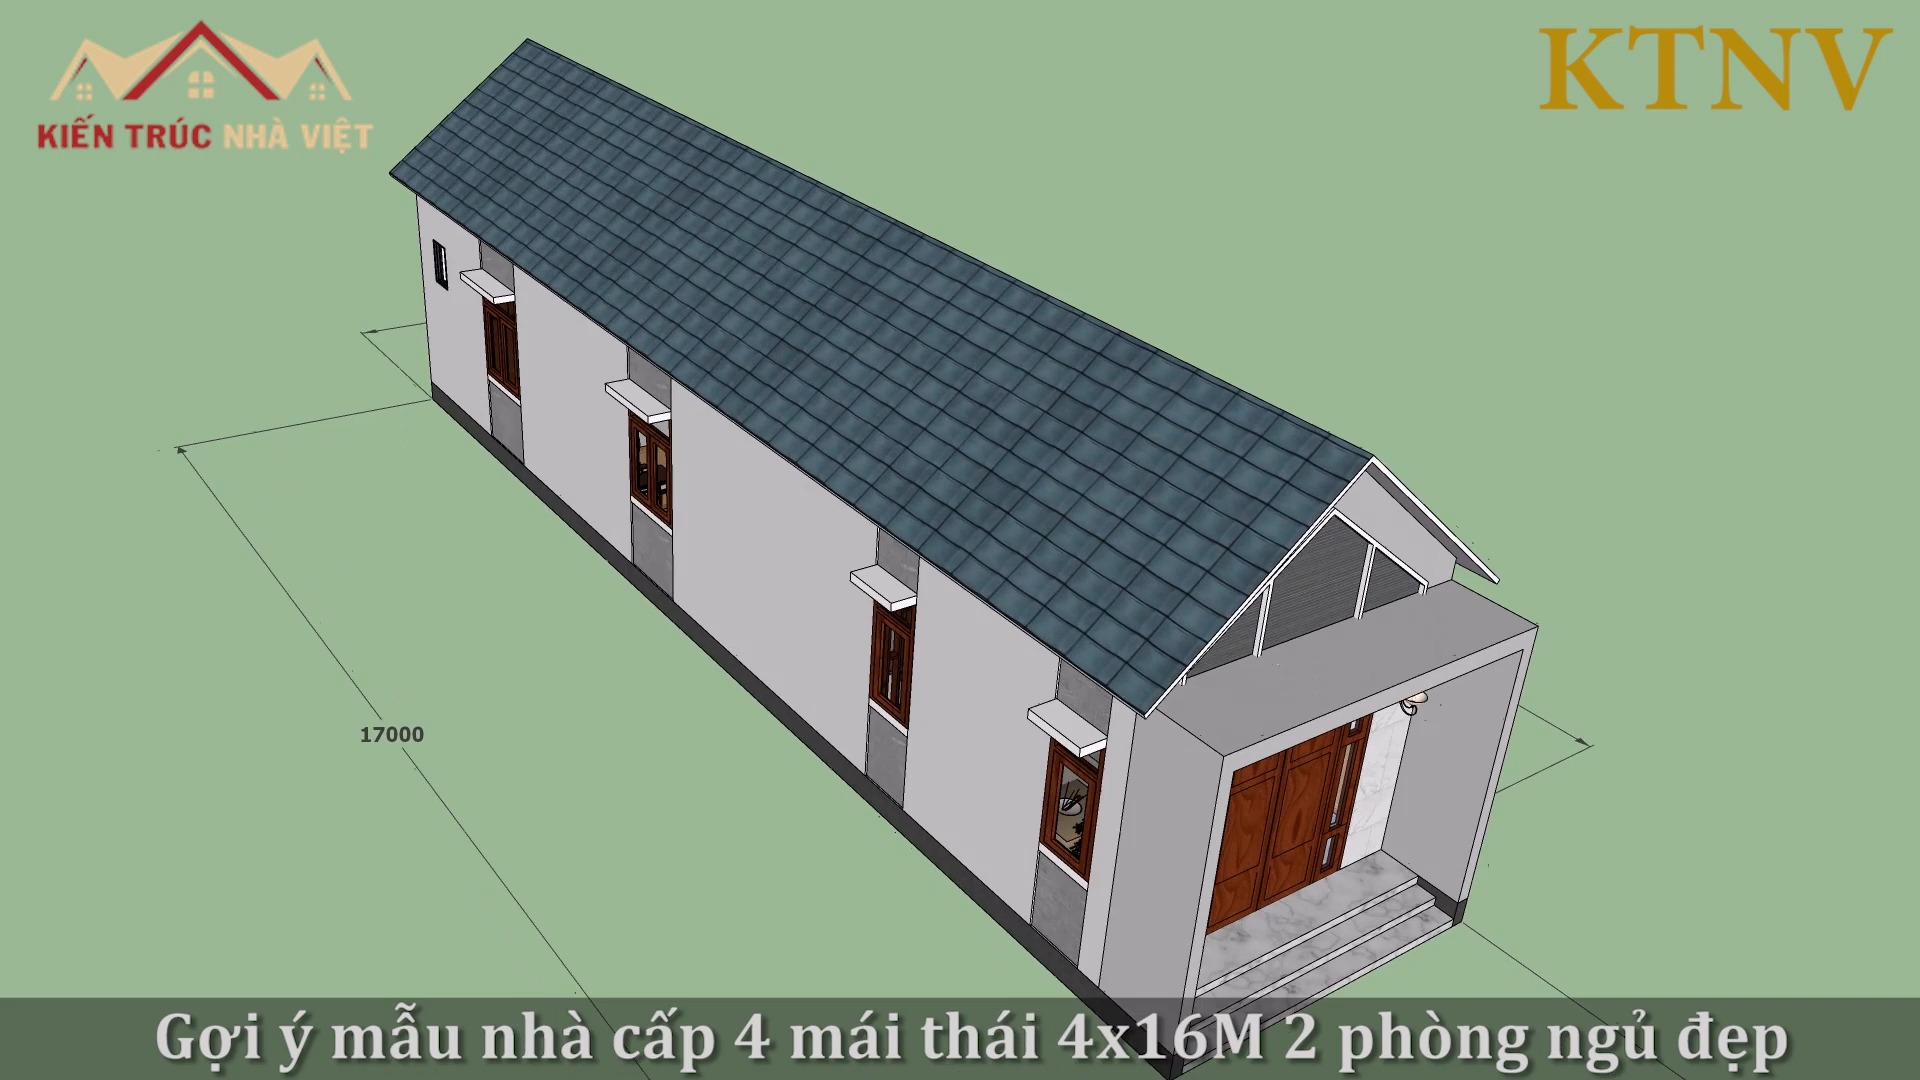 KIẾN TRÚC NHÀ VIỆT
KTNV
17000
Gợi ý mẫu nhà cấp 4 mái thái 4x16M 2 phòng ngủ đẹp